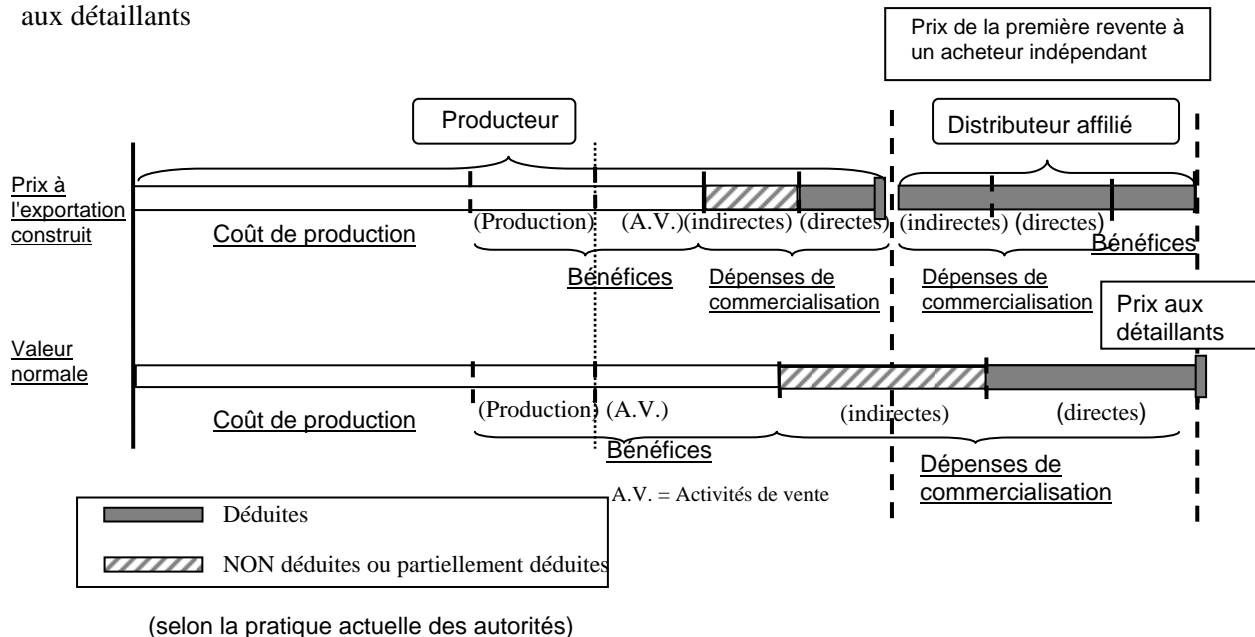 aux détaillants
Prix de la première revente à
un acheteur indépendant
Producteur
Distributeur affilié
Prix à
l'exportation
construit
Coût de production
(Production)
(A.V.)
(indirectes)
(directes)
(indirectes)
(directes)
Bénéfices
Bénéfices
Dépenses de
commercialisation
Dépenses de
commercialisation
Prix aux
détaillants
Valeur
normale
Coût de production
(Production)
(A.V.)
(indirectes)
(directes)
Bénéfices
Dépenses de
commercialisation
A.V. = Activités de vente
Déduites
NON déduites ou partiellement déduites
(selon la pratique actuelle des autorités)